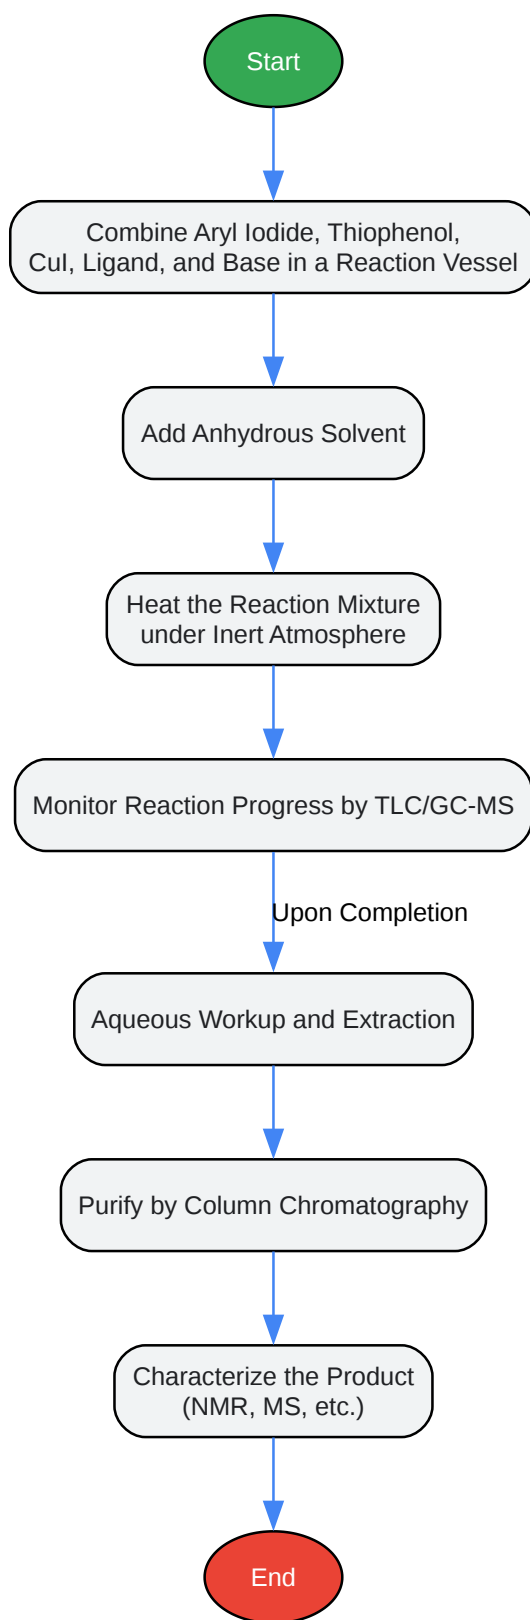 Start
Combine Aryl Iodide, Thiophenol,
CuI, Ligand, and Base in a Reaction Vessel
Add Anhydrous Solvent
Heat the Reaction Mixture
under Inert Atmosphere
Monitor Reaction Progress by TLC/GC-MS
Upon Completion
Aqueous Workup and Extraction
Purify by Column Chromatography
Characterize the Product
(NMR, MS, etc.)
End